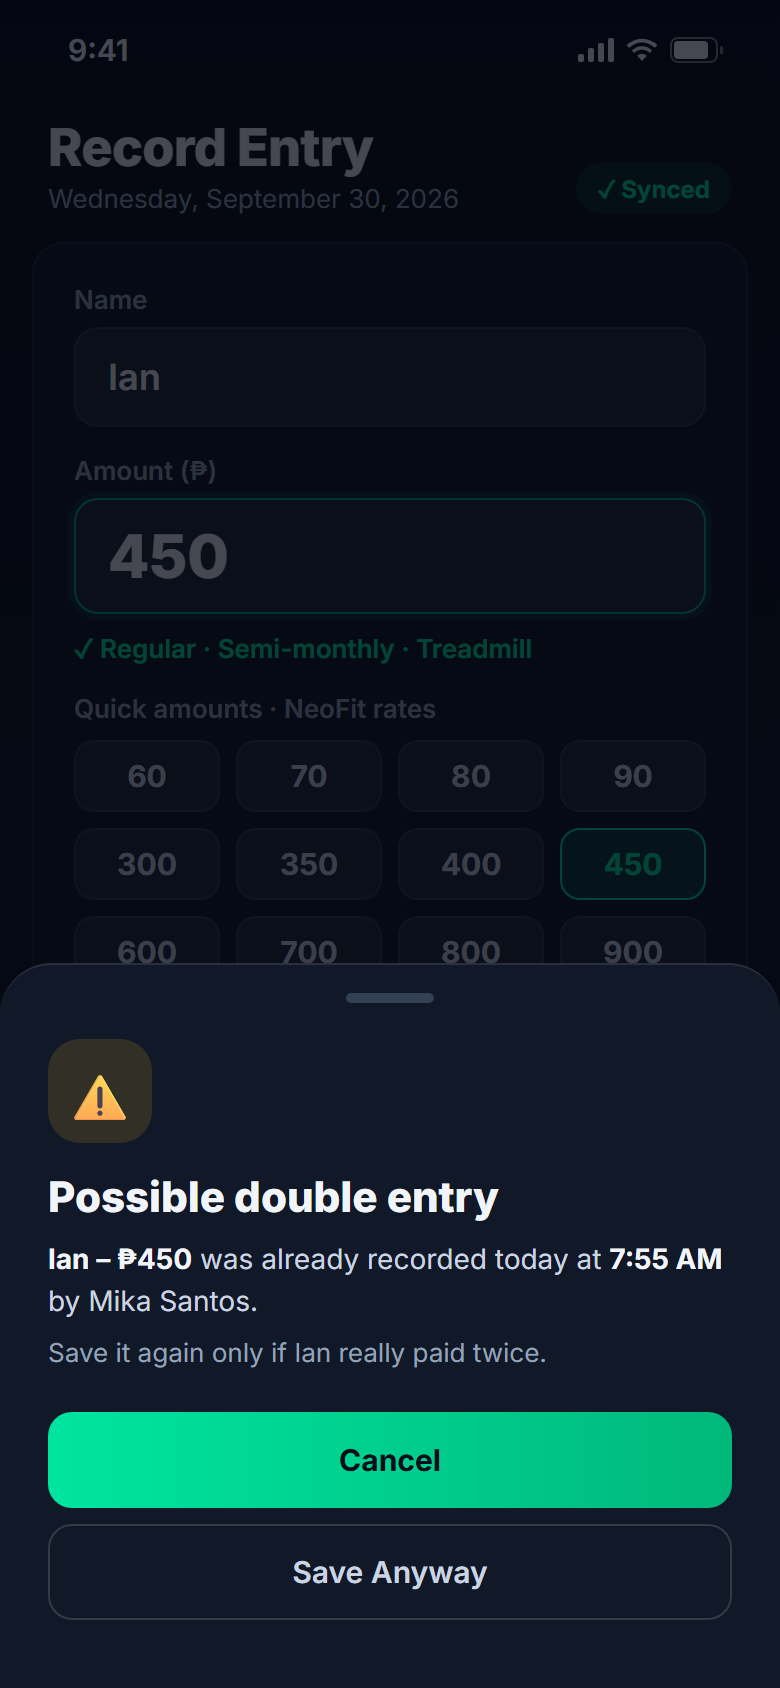 9:41
Record Entry
Wednesday, September 30, 2026
✓ Synced
Name
Ian
Amount (₱)
450
✓ Regular · Semi-monthly · Treadmill
Quick amounts · NeoFit rates
60 70 80 90
300 350 400 450
600 700 800 900
Possible double entry
Ian – ₱450 was already recorded today at 7:55 AM
by Mika Santos.
Save it again only if Ian really paid twice.
Cancel
Save Anyway